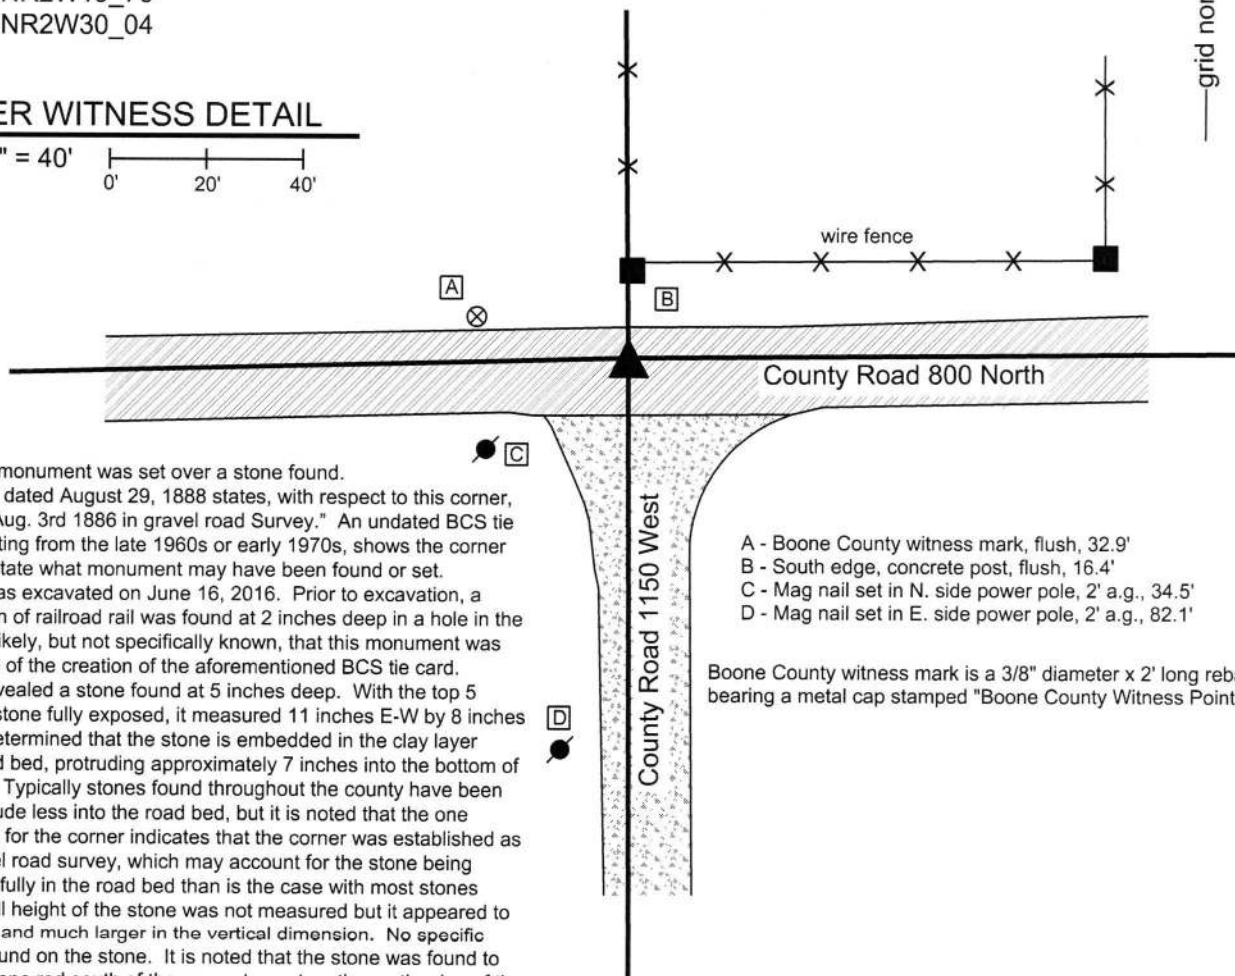 NR2W30_04
WITNESS DETAIL
= 40'
0' 20' 40'
grid
wire fence
A
B
County Road 800 North
C
County Road 1150 West
D
monument was set over a stone found.
dated August 29, 1888 states, with respect to this corner,
Aug. 3rd 1886 in gravel road Survey." An undated BCS tie
from the late 1960s or early 1970s, shows the corner
what monument may have been found or set.
excavated on June 16, 2016. Prior to excavation, a
of railroad rail was found at 2 inches deep in a hole in the
but not specifically known, that this monument was
of the creation of the aforementioned BCS tie card.
a stone found at 5 inches deep. With the top 5
stone fully exposed, it measured 11 inches E-W by 8 inches
that the stone is embedded in the clay layer
bed, protruding approximately 7 inches into the bottom of
Typically stones found throughout the county have been
less into the road bed, but it is noted that the one
for the corner indicates that the corner was established as
road survey, which may account for the stone being
fully in the road bed than is the case with most stones
height of the stone was not measured but it appeared to
and much larger in the vertical dimension. No specific
on the stone. It is noted that the stone was found to
A - Boone County witness mark, flush, 32.9'
B - South edge, concrete post, flush, 16.4'
C - Mag nail set in N. side power pole, 2' a.g., 34.5'
D - Mag nail set in E. side power pole, 2' a.g., 82.1'
Boone County witness mark is a 3/8" diameter x 2' long
bearing a metal cap stamped "Boone County Witness Point